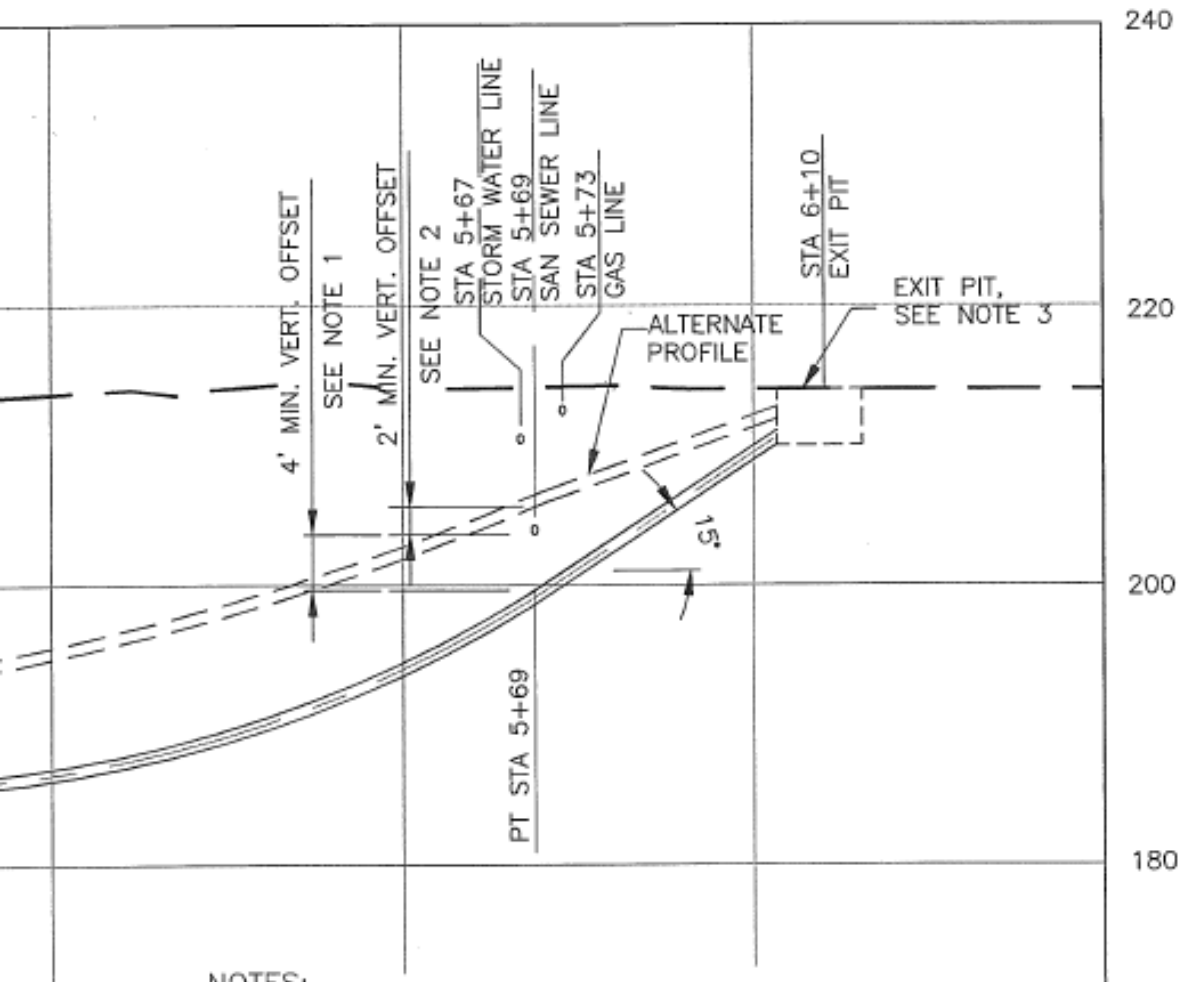 240
220
200
180
4' MIN. VERT. OFFSET
SEE NOTE 1
2' MIN. VERT. OFFSET
SEE NOTE 2
STA 5+67
STORM WATER LINE
STA 5+69
SAN SEWER LINE
STA 5+73
GAS LINE
STA 6+10
EXIT PIT
EXIT PIT,
SEE NOTE 3
ALTERNATE
PROFILE
15°
PT STA 5+69
NOTES: